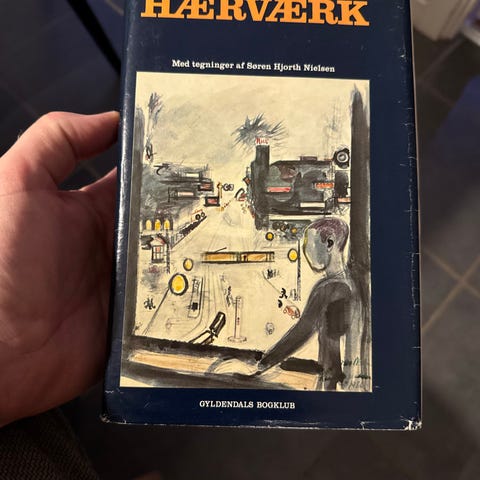 HÆRVÆRK
Med tegninger af Søren Hjorth Nielsen
GYLDENDALS BOGKLUB